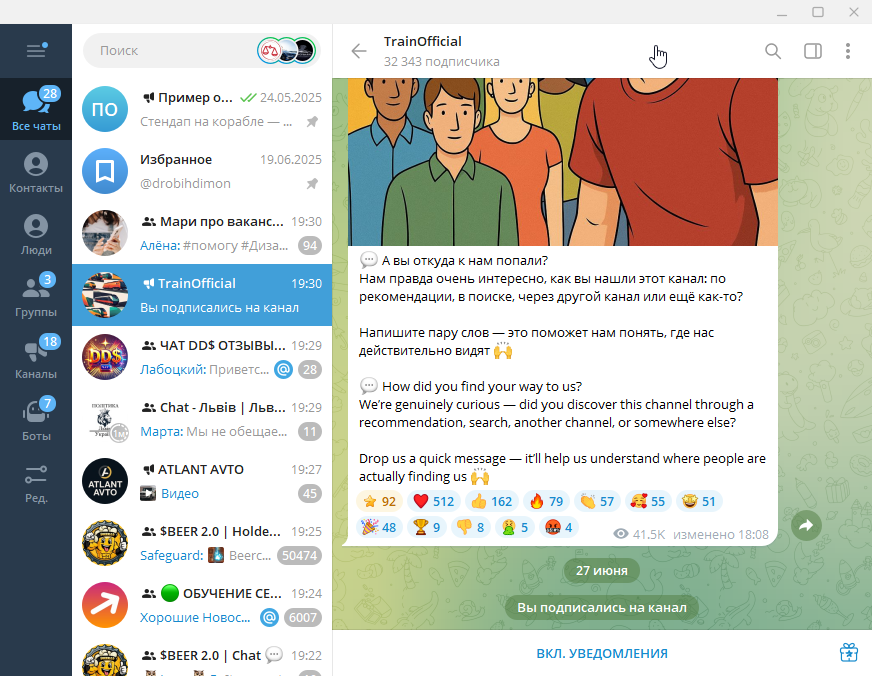 28
Все чаты
Контакты
Люди
3
Группы
18
Каналы
7
Боты
Ред.
Поиск
ПО
Пример о... 24.05.2025
Стендап на корабле — ...
Избранное 19.06.2025
@drobihdimon
Мари про ваканс... 19:30
Алёна: #помогу #Диза... 94
TrainOfficial 19:30
Вы подписались на канал
DD$
ЧАТ DD$ ОТЗЫВЫ... 19:29
Лабоцкий: Приветс... @ 28
ПОЛІТИКА
1м
Chat - Львів | Льв... 19:29
Марта: Мы не обещае... 11
ATLANT
AVTO
ATLANT AVTO 19:27
Видео 45
$BEER 2.0 | Holde... 19:25
Safeguard: Beerc... 50474
ОБУЧЕНИЕ СЕ... 19:24
Хорошие Новос... @ 6007
$BEER 2.0 | Chat 19:22
TrainOfficial
32 343 подписчика
А вы откуда к нам попали?
Нам правда очень интересно, как вы нашли этот канал: по
рекомендации, в поиске, через другой канал или ещё как-то?
Напишите пару слов — это поможет нам понять, где нас
действительно видят
How did you find your way to us?
We’re genuinely curious — did you discover this channel through a
recommendation, search, another channel, or somewhere else?
Drop us a quick message — it’ll help us understand where people are
actually finding us
92 512 162 79 57 55 51
48 9 8 5 4
41.5K изменено 18:08
27 июня
Вы подписались на канал
ВКЛ. УВЕДОМЛЕНИЯ